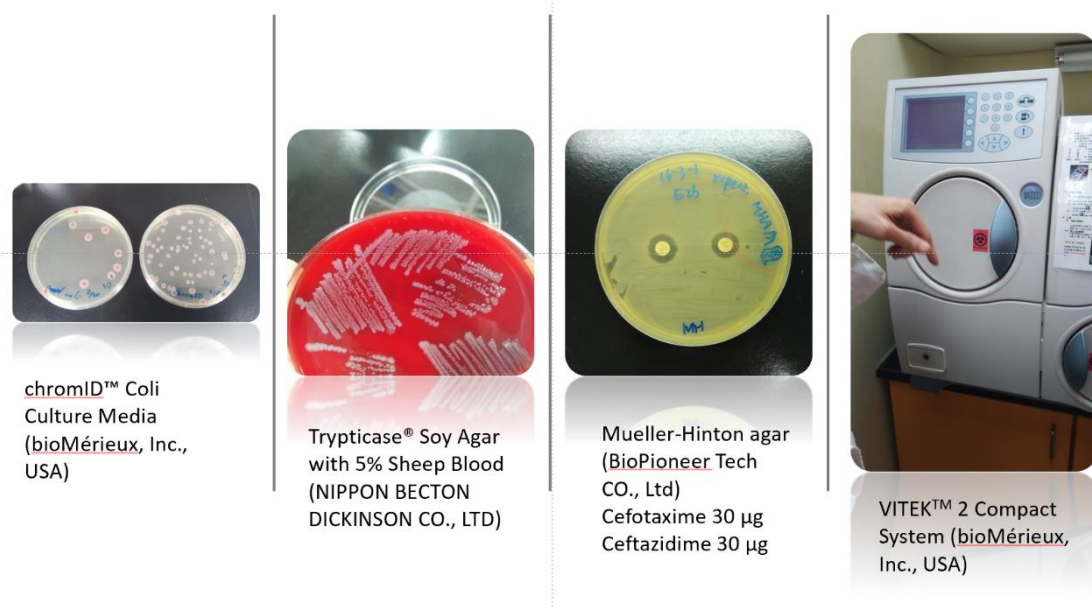 chromID™ Coli
Culture Media
(bioMérieux, Inc.,
USA)
Trypticase® Soy Agar
with 5% Sheep Blood
(NIPPON BECTON
DICKINSON CO., LTD)
E26
MH
Mueller-Hinton agar
(BioPioneer Tech
CO., Ltd)
Cefotaxime 30 µg
Ceftazidime 30 µg
VITEK™ 2 Compact
System (bioMérieux,
Inc., USA)